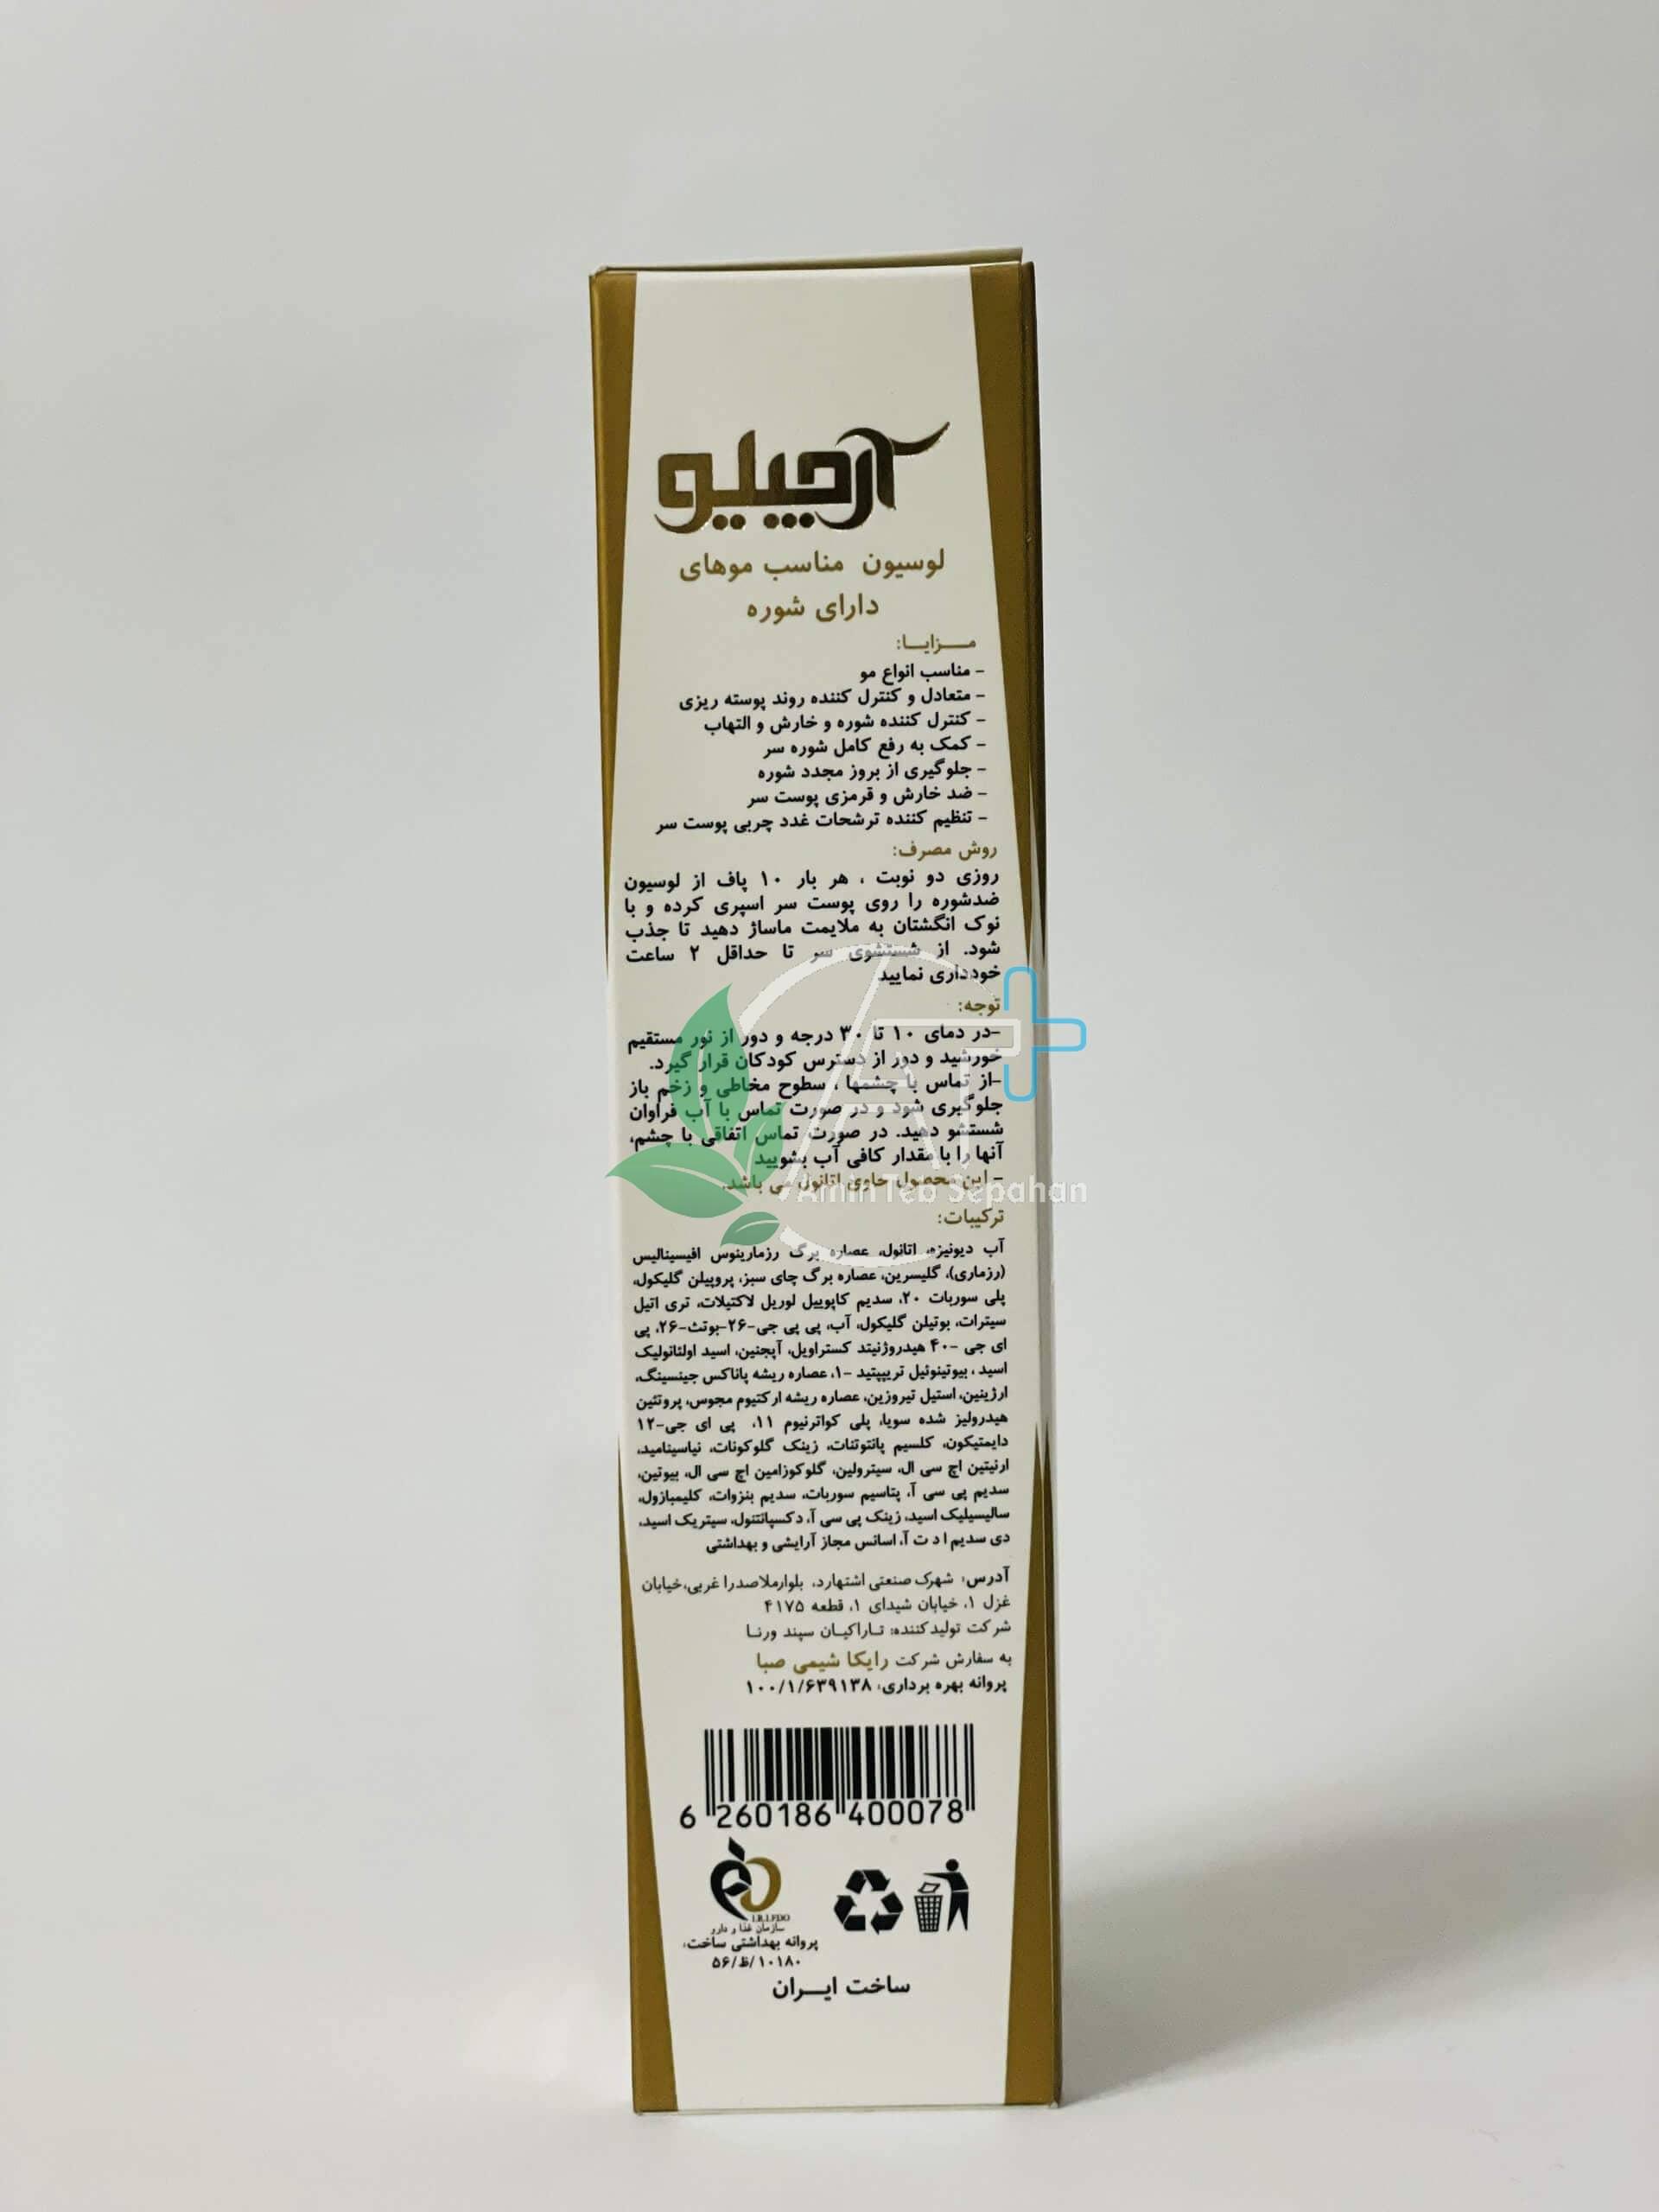 آرچیلو
لوسیون مناسب موهای
دارای شوره
مـــزایــا:
- مناسب انواع مو
- متعادل و کنترل کننده روند پوسته ریزی
- کنترل کننده شوره و خارش و التهاب
- کمک به رفع کامل شوره سر
- جلوگیری از بروز مجدد شوره
- ضد خارش و قرمزی پوست سر
- تنظیم کننده ترشحات غدد چربی پوست سر
روش مصرف:
روزی دو نوبت ، هر بار ۱۰ پاف از لوسیون
ضدشوره را روی پوست سر اسپری کرده و با
نوک انگشتان به ملایمت ماساژ دهید تا جذب
شود. از شستشوی سر تا حداقل ۲ ساعت
خودداری نمایید
توجه:
-در دمای ۱۰ تا ۳۰ درجه و دور از نور مستقیم
خورشید و دور از دسترس کودکان قرار گیرد.
-از تماس با چشمها ، سطوح مخاطی و زخم باز
جلوگیری شود و در صورت تماس با آب فراوان
شستشو دهید. در صورت تماس اتفاقی با چشم،
آنها را با مقدار کافی آب بشویید
- این محصول حاوی اتانول می باشد.
Amin Teb Sepahan
ترکیبات:
آب دیونیزه، اتانول، عصاره برگ رزمارینوس افیسینالیس
(رزماری)، گلیسرین، عصاره برگ چای سبز، پروپیلن گلیکول،
پلی سوربات ۲۰، سدیم کاپوییل لوریل لاکتیلات، تری اتیل
سیترات، بوتیلن گلیکول، آب، پی پی جی-۲۶-بوتث-۲۶، پی
ای جی -۴۰ هیدروژنیتد کستراویل، آپجنین، اسید اولئانولیک
اسید ، بیوتینوئیل تریپپتید -۱، عصاره ریشه پاناکس جینسینگ،
ارژینین، استیل تیروزین، عصاره ریشه ارکتیوم مجوس، پروتئین
هیدرولیز شده سویا، پلی کواترنیوم ۱۱، پی ای جی-۱۲
دایمتیکون، کلسیم پانتوتنات، زینک گلوکونات، نیاسینامید،
ارنیتین اچ سی ال، سیترولین، گلوکوزامین اچ سی ال، بیوتین،
سدیم پی سی آ، پتاسیم سوربات، سدیم بنزوات، کلیمبازول،
سالیسیلیک اسید، زینک پی سی آ، دکسپانتنول، سیتریک اسید،
دی سدیم ا د ت آ، اسانس مجاز آرایشی و بهداشتی
آدرس: شهرک صنعتی اشتهارد، بلوارملاصدرا غربی،خیابان
غزل ۱، خیابان شیدای ۱، قطعه ۴۱۷۵
شرکت تولیدکننده: تـاراکیـان سپند ورنـا
به سفارش شرکت رایکا شیمی صبا
پروانه بهره برداری: ۱۰۰/۱/۶۳۹۱۳۸
6 260186 400078
I.R.I.FDO
سازمان غذا و دارو
پروانه بهداشتی ساخت:
۵۶/ظ/۱۰۱۸۰
ساخت ایـــران